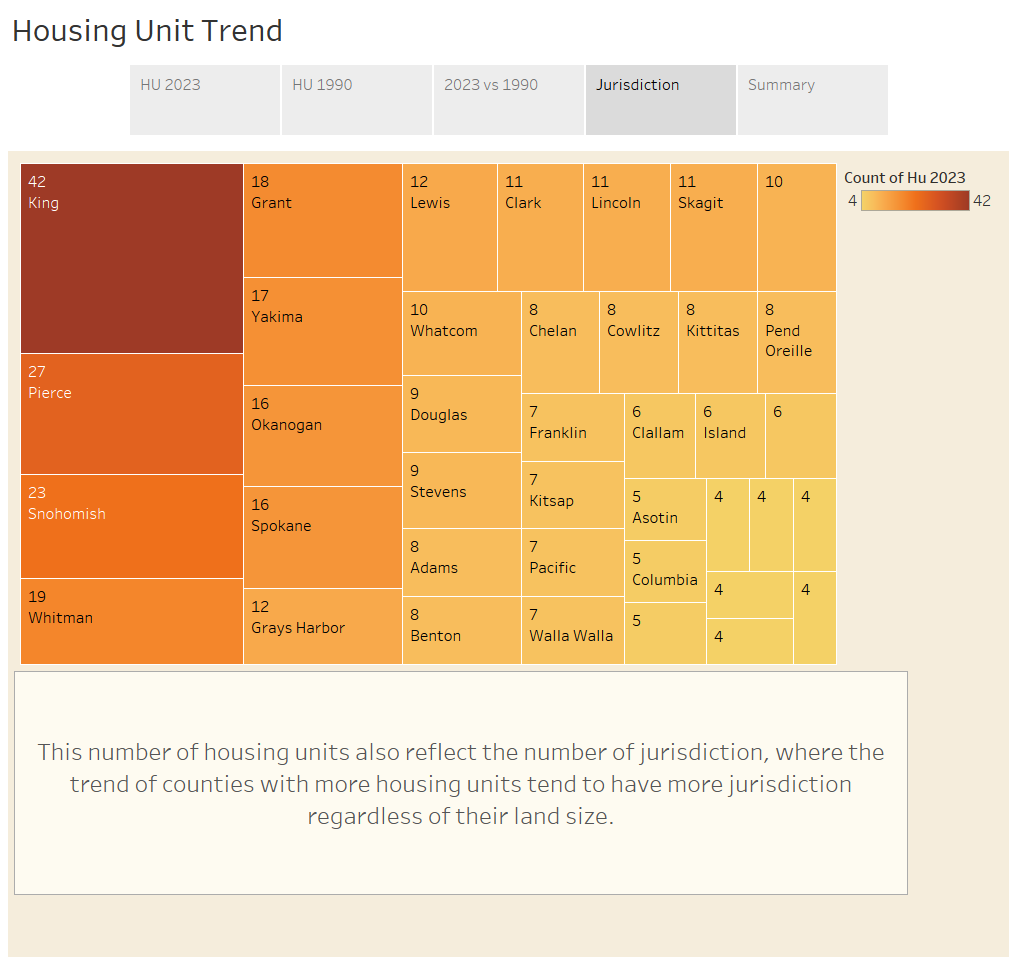 Housing Unit Trend
HU 2023
HU 1990
2023 vs 1990
Jurisdiction
Summary
42
King
27
Pierce
23
Snohomish
19
Whitman
18
Grant
17
Yakima
16
Okanogan
16
Spokane
12
Grays Harbor
12
Lewis
11
Clark
11
Lincoln
11
Skagit
10
10
Whatcom
9
Douglas
9
Stevens
8
Adams
8
Benton
8
Chelan
8
Cowlitz
8
Kittitas
8
Pend
Oreille
7
Franklin
7
Kitsap
7
Pacific
7
Walla Walla
6
Clallam
6
Island
6
5
Asotin
5
Columbia
5
4
4
4
4
4
4
Count of Hu 2023
4
42
This number of housing units also reflect the number of jurisdiction, where the
trend of counties with more housing units tend to have more jurisdiction
regardless of their land size.